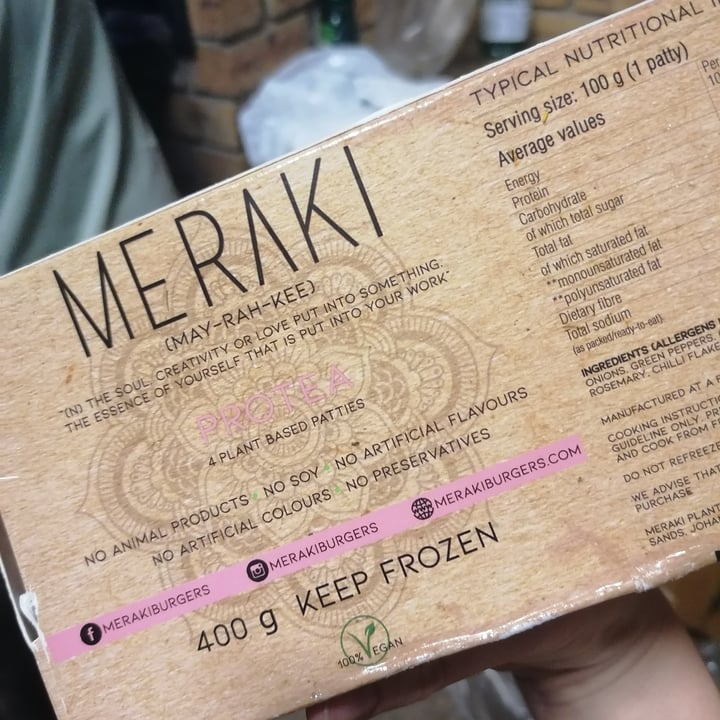 MERAKI
(MAY-RAH-KEE)
"(N) THE SOUL, CREATIVITY OR LOVE PUT INTO SOMETHING.
THE ESSENCE OF YOURSELF THAT IS PUT INTO YOUR WORK"
PROTEA
4 PLANT BASED PATTIES
NO ANIMAL PRODUCTS NO SOY NO ARTIFICIAL FLAVOURS
NO ARTIFICIAL COLOURS NO PRESERVATIVES
MERAKIBURGERS MERAKIBURGERS MERAKIBURGERS.COM
400 g KEEP FROZEN
100% VEGAN
TYPICAL NUTRITIONAL
Serving size: 100 g (1 patty)
Average values
Per
Energy
Protein
Carbohydrate
of which total sugar
Total fat
of which saturated fat
**monounsaturated fat
**polyunsaturated fat
Dietary fibre
Total sodium
(as packed/ready-to-eat)
INGREDIENTS (ALLERGENS
ONIONS, GREEN PEPPERS,
ROSEMARY, CHILLI FLAKE
MANUFACTURED AT A
COOKING INSTRUCTI
GUIDELINE ONLY. PR
AND COOK FROM F
DO NOT REFREEZE
WE ADVISE THAT
PURCHASE
MERAKI PLANT
SANDS, JOHA